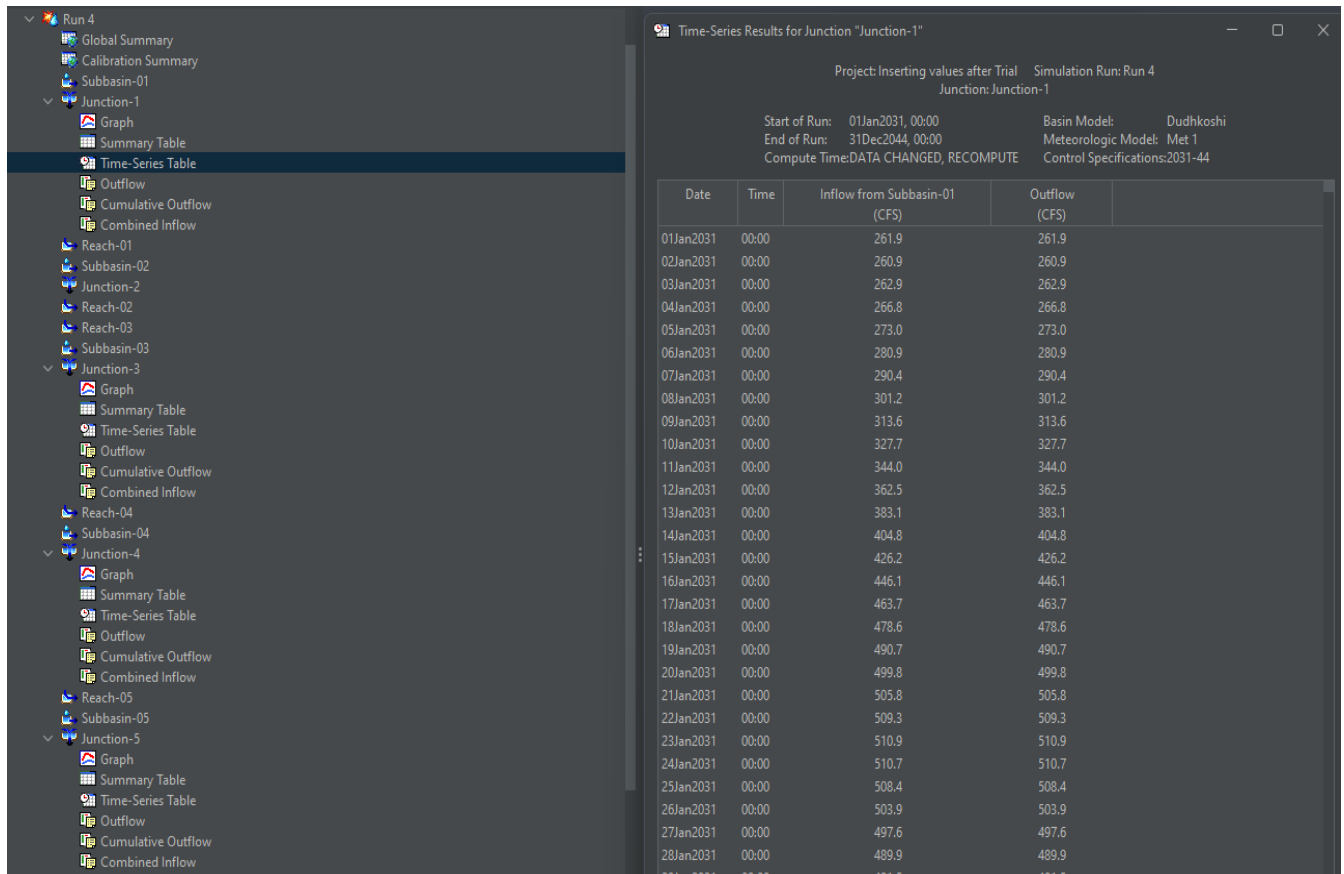 Run 4
Global Summary
Calibration Summary
Subbasin-01
Junction-1
Graph
Summary Table
Time-Series Table
Outflow
Cumulative Outflow
Combined Inflow
Reach-01
Subbasin-02
Junction-2
Reach-02
Reach-03
Subbasin-03
Junction-3
Graph
Summary Table
Time-Series Table
Outflow
Cumulative Outflow
Combined Inflow
Reach-04
Subbasin-04
Junction-4
Graph
Summary Table
Time-Series Table
Outflow
Cumulative Outflow
Combined Inflow
Reach-05
Subbasin-05
Junction-5
Graph
Summary Table
Time-Series Table
Outflow
Cumulative Outflow
Combined Inflow
Time-Series Results for Junction "Junction-1"
Project: Inserting values after Trial Simulation Run: Run 4
Junction: Junction-1
Start of Run: 01Jan2031, 00:00 Basin Model: Dudhkoshi
End of Run: 31Dec2044, 00:00 Meteorologic Model: Met 1
Compute Time:DATA CHANGED, RECOMPUTE Control Specifications:2031-44
Date Time Inflow from Subbasin-01 Outflow
(CFS) (CFS)
01Jan2031 00:00 261.9 261.9
02Jan2031 00:00 260.9 260.9
03Jan2031 00:00 262.9 262.9
04Jan2031 00:00 266.8 266.8
05Jan2031 00:00 273.0 273.0
06Jan2031 00:00 280.9 280.9
07Jan2031 00:00 290.4 290.4
08Jan2031 00:00 301.2 301.2
09Jan2031 00:00 313.6 313.6
10Jan2031 00:00 327.7 327.7
11Jan2031 00:00 344.0 344.0
12Jan2031 00:00 362.5 362.5
13Jan2031 00:00 383.1 383.1
14Jan2031 00:00 404.8 404.8
15Jan2031 00:00 426.2 426.2
16Jan2031 00:00 446.1 446.1
17Jan2031 00:00 463.7 463.7
18Jan2031 00:00 478.6 478.6
19Jan2031 00:00 490.7 490.7
20Jan2031 00:00 499.8 499.8
21Jan2031 00:00 505.8 505.8
22Jan2031 00:00 509.3 509.3
23Jan2031 00:00 510.9 510.9
24Jan2031 00:00 510.7 510.7
25Jan2031 00:00 508.4 508.4
26Jan2031 00:00 503.9 503.9
27Jan2031 00:00 497.6 497.6
28Jan2031 00:00 489.9 489.9